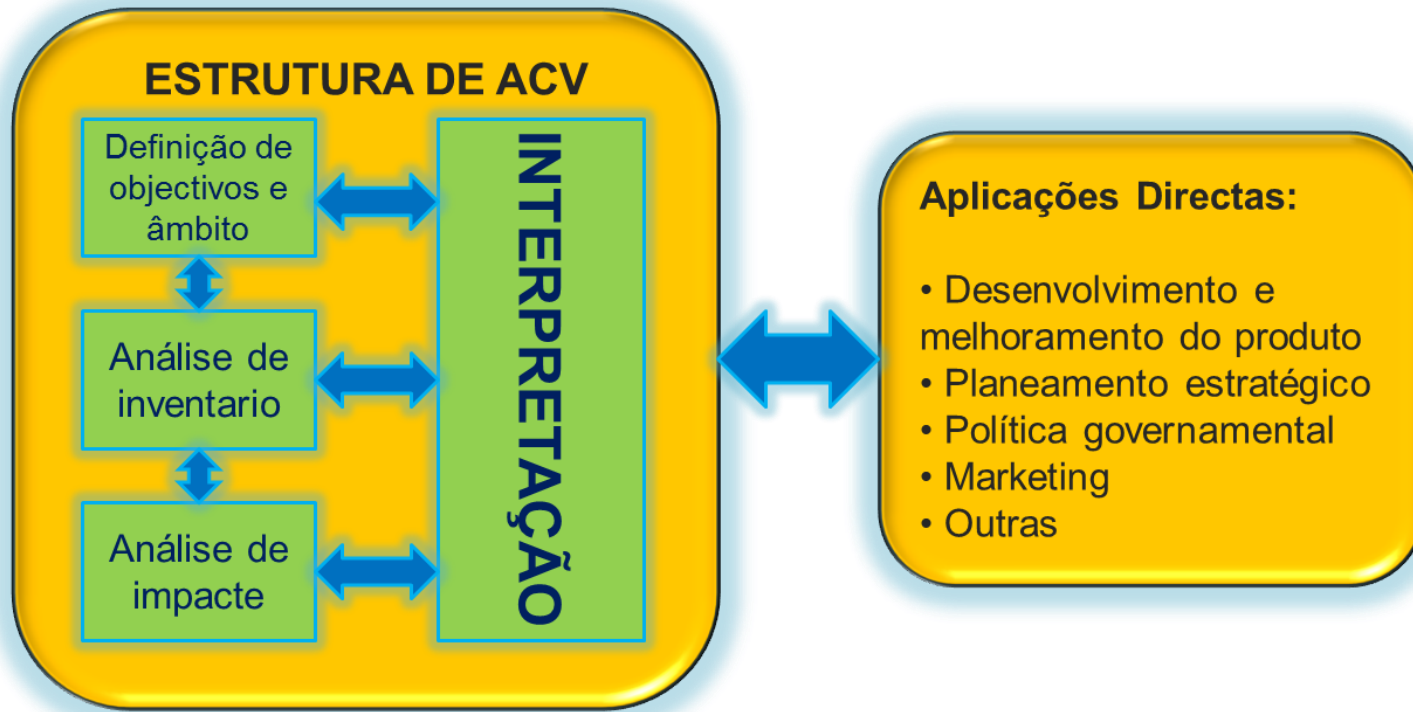 ESTRUTURA DE ACV
Definição de
objectivos e
âmbito
Análise de
inventario
Análise de
impacte
INTERPRETAÇÃO
Aplicações Directas:
• Desenvolvimento e
melhoramento do produto
• Planeamento estratégico
• Política governamental
• Marketing
• Outras